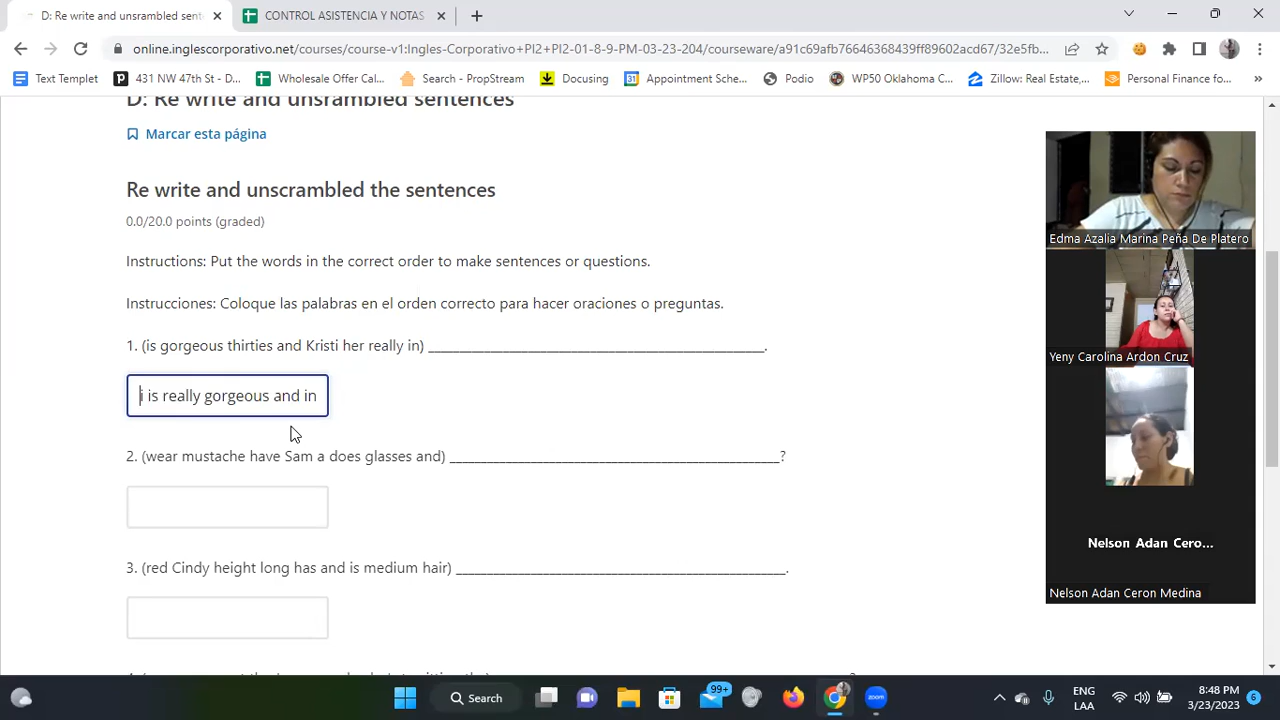 D: Re write and unsrambled sent
CONTROL ASISTENCIA Y NOTAS
online.inglescorporativo.net/courses/course-v1:Ingles-Corporativo+PI2+PI2-01-8-9-PM-03-23-204/courseware/a91c69afb76646368439ff89602acd67/32e5fb...
Text Templet
431 NW 47th St - D...
Wholesale Offer Cal...
Search - PropStream
Docusing
Appointment Sche...
Podio
WP50 Oklahoma C...
Zillow: Real Estate,...
Personal Finance fo...
»
D: Re write and unsrambled sentences
Marcar esta página
Re write and unscrambled the sentences
0.0/20.0 points (graded)
Instructions: Put the words in the correct order to make sentences or questions.
Instrucciones: Coloque las palabras en el orden correcto para hacer oraciones o preguntas.
1. (is gorgeous thirties and Kristi her really in) ________________________________________.
i is really gorgeous and in
2. (wear mustache have Sam a does glasses and) ________________________________________?
3. (red Cindy height long has and is medium hair) ________________________________________.
Edma Azalia Marina Peña De Platero
Yeny Carolina Ardon Cruz
Nelson Adan Cero...
Nelson Adan Ceron Medina
Search
99+
zoom
ENG
LAA
8:48 PM
3/23/2023
6